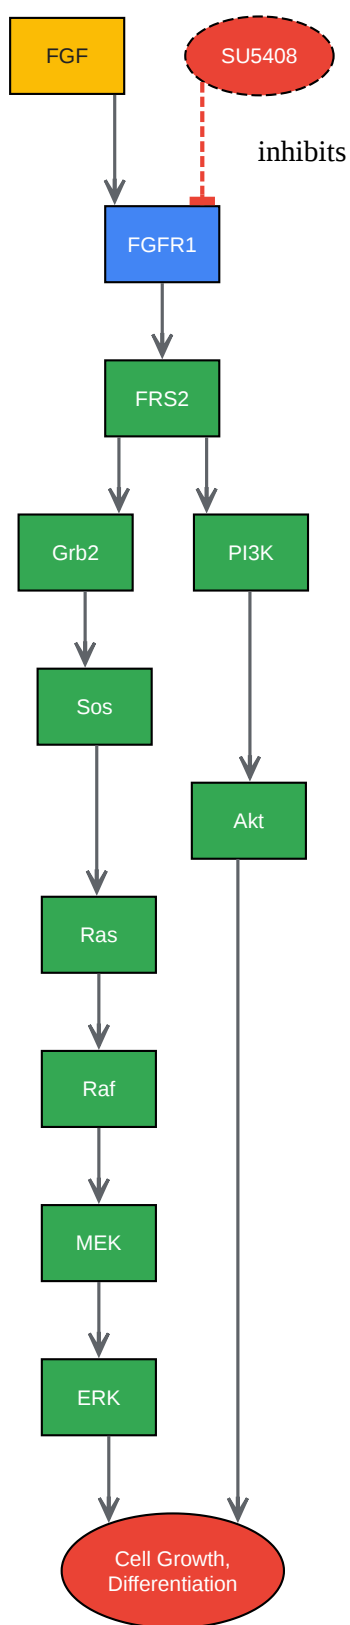 FGF
SU5408
inhibits
FGFR1
FRS2
Grb2
PI3K
Sos
Akt
Ras
Raf
MEK
ERK
Cell Growth,
Differentiation